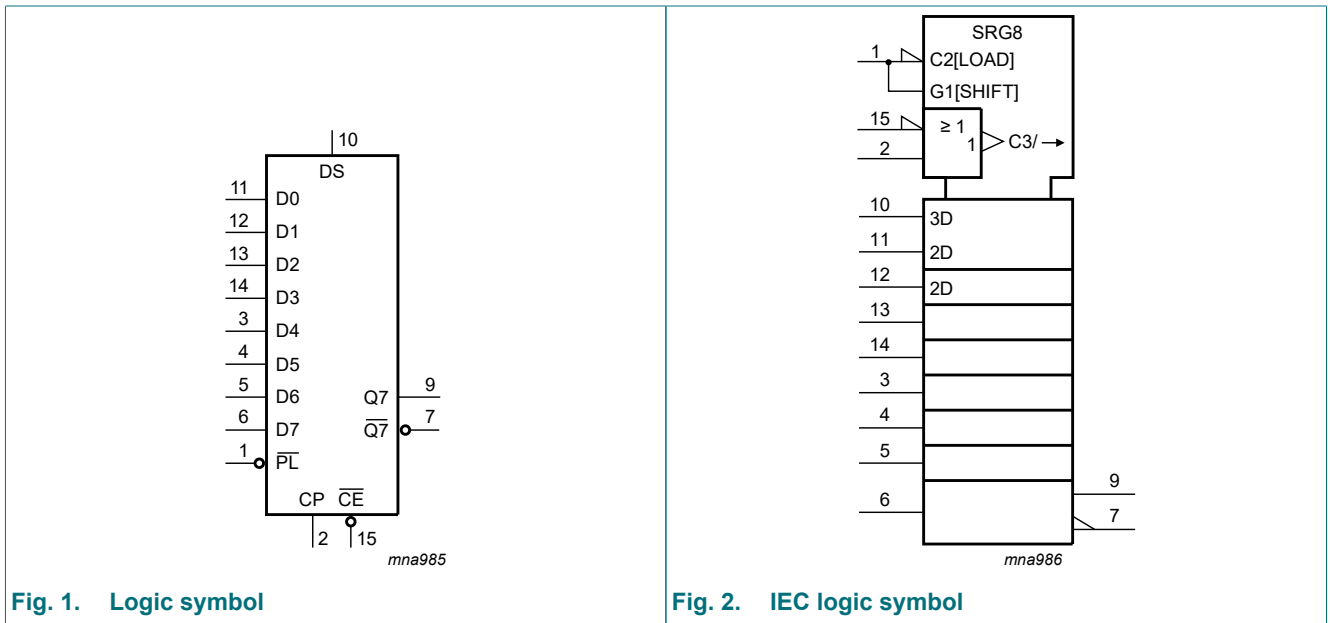 10
DS
11 D0
12 D1
13 D2
14 D3
3 D4
4 D5
5 D6 Q7 9
6 D7 Q7 7
1 PL
CP CE
2 15
mna985
Fig. 1. Logic symbol
SRG8
1 C2[LOAD]
G1[SHIFT]
15 ≥ 1
1 C3/ →
2
10 3D
11 2D
12 2D
13
14
3
4
5
9
6
7
mna986
Fig. 2. IEC logic symbol